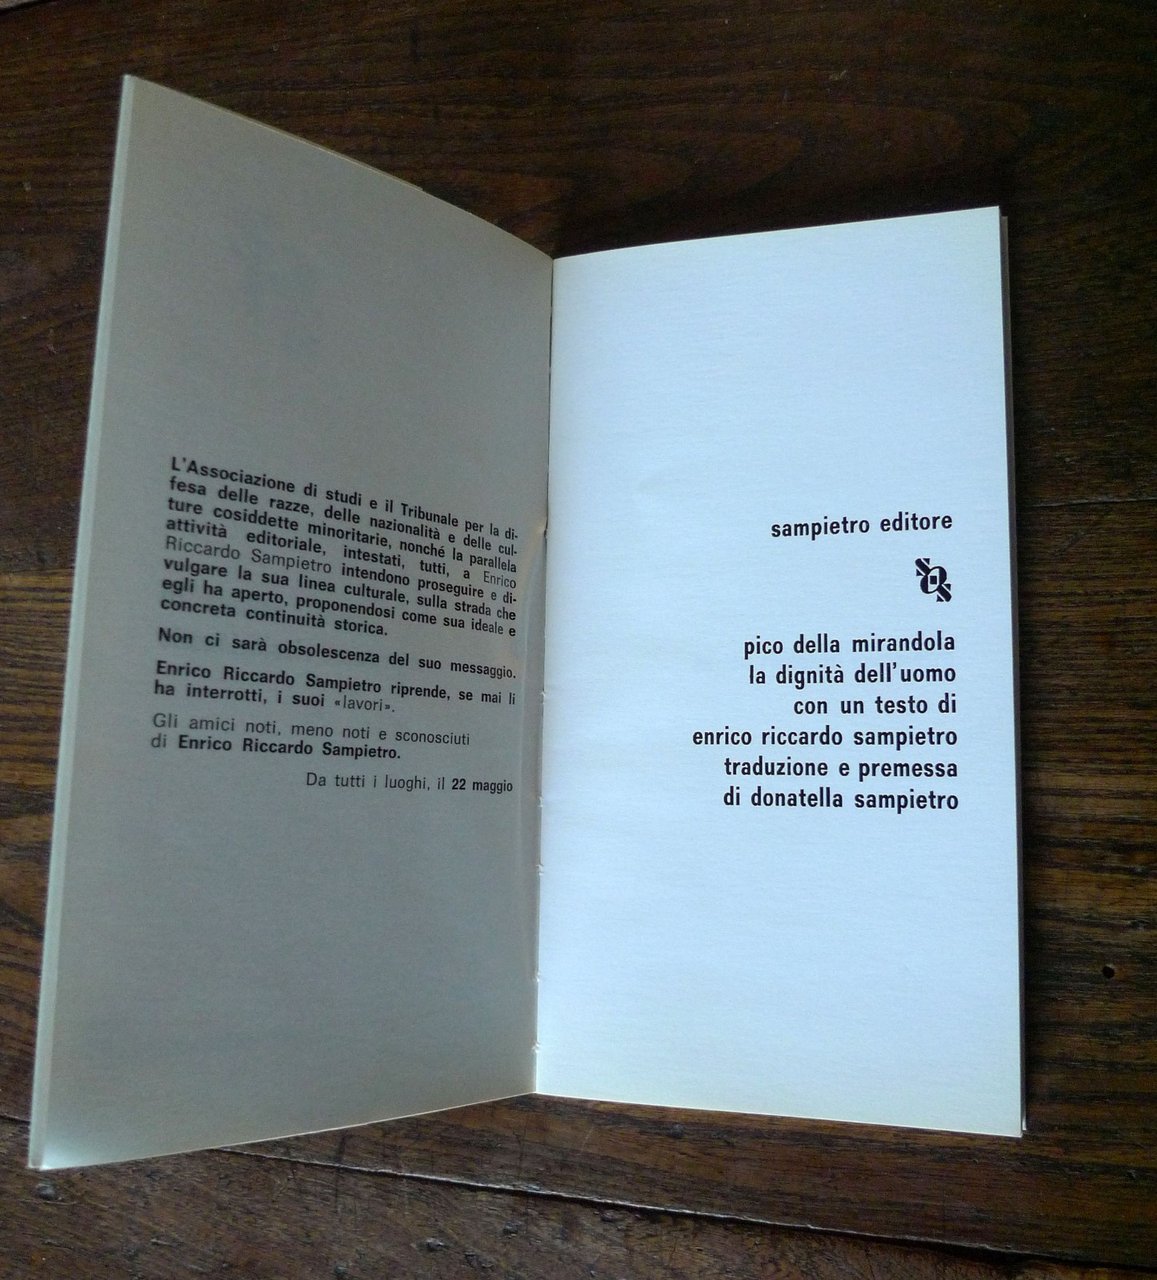 L'Associazione di studi e il Tribunale per la di-
fesa delle razze, delle nazionalità e delle cul-
ture cosiddette minoritarie, nonché la parallela
attività editoriale, intestati, tutti, a Enrico
Riccardo Sampietro intendono proseguire e di-
vulgare la sua linea culturale, sulla strada che
egli ha aperto, proponendosi come sua ideale e
concreta continuità storica.
Non ci sarà obsolescenza del suo messaggio.
Enrico Riccardo Sampietro riprende, se mai li
ha interrotti, i suoi «lavori».
Gli amici noti, meno noti e sconosciuti
di Enrico Riccardo Sampietro.
Da tutti i luoghi, il 22 maggio
sampietro editore
pico della mirandola
la dignità dell'uomo
con un testo di
enrico riccardo sampietro
traduzione e premessa
di donatella sampietro